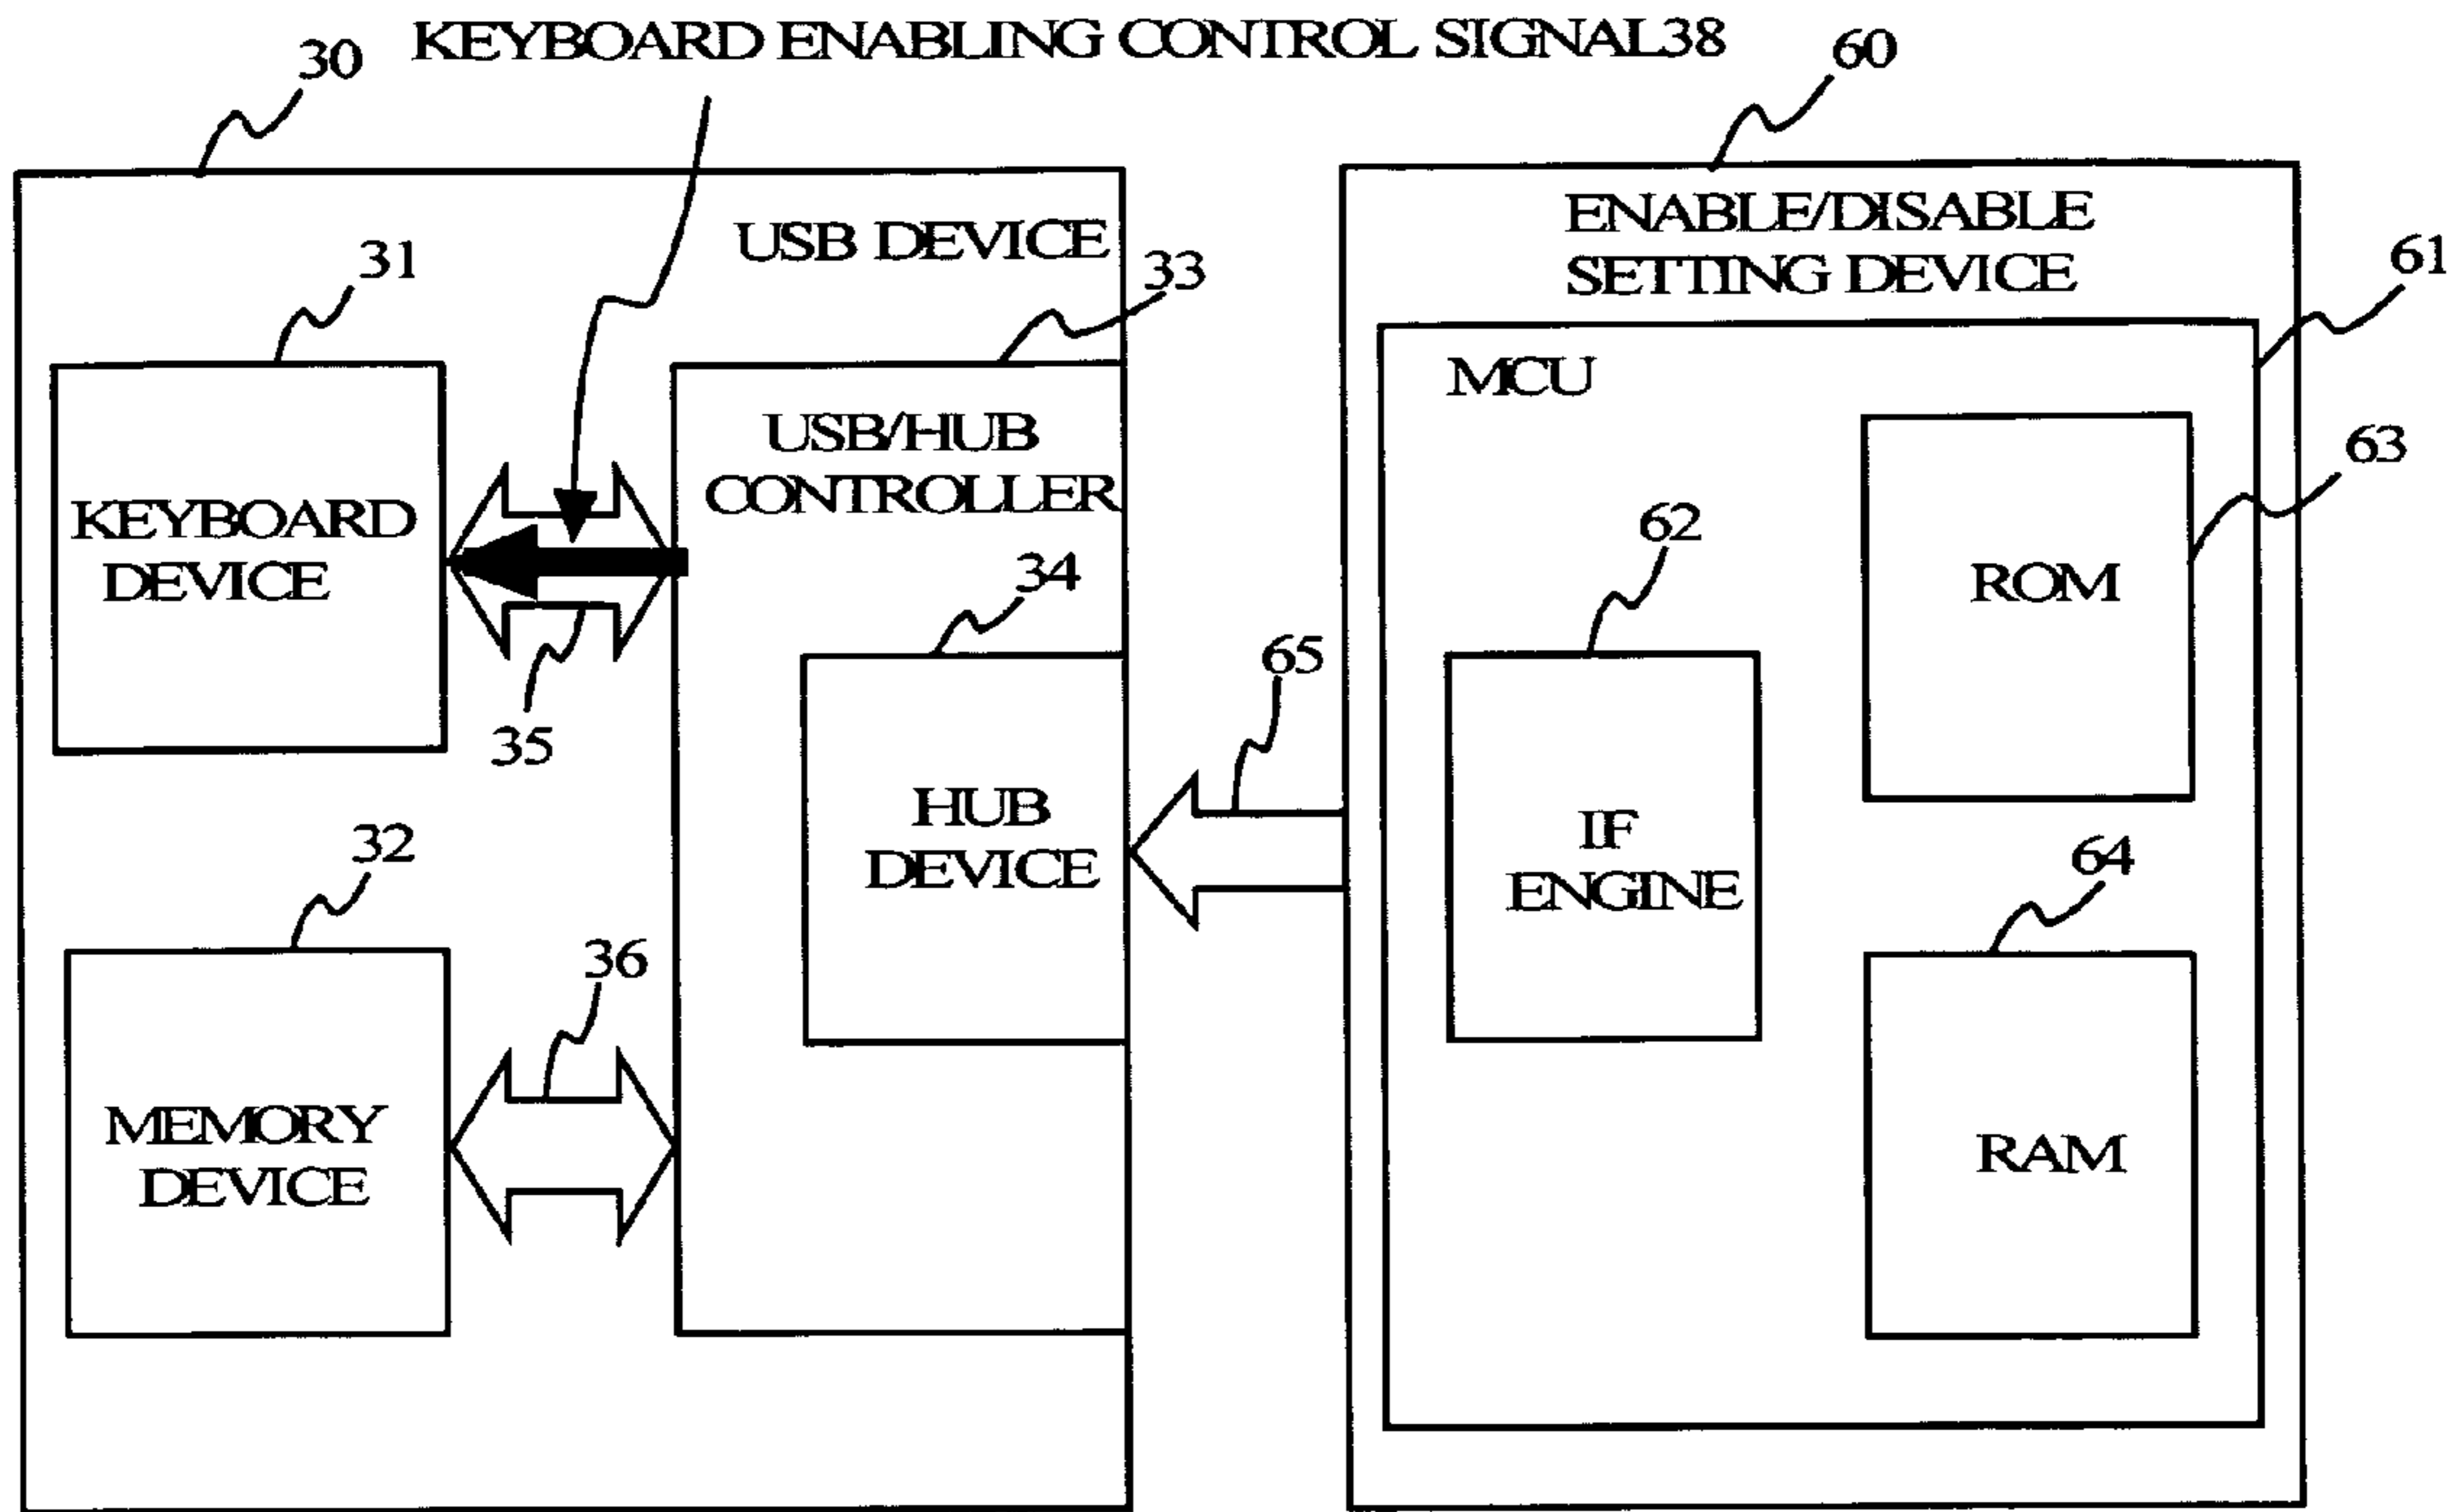 KEYBOARD ENABLING CONTROL SIGNAL38
30
60
USB DEVICE
ENABLE/DISABLE
SETTING DEVICE
31
33
61
MCU
USB/HUB
CONTROLLER
63
KEYBOARD
DEVICE
62
ROM
34
65
35
HUB
DEVICE
IF
ENGINE
32
64
36
MEMORY
DEVICE
RAM